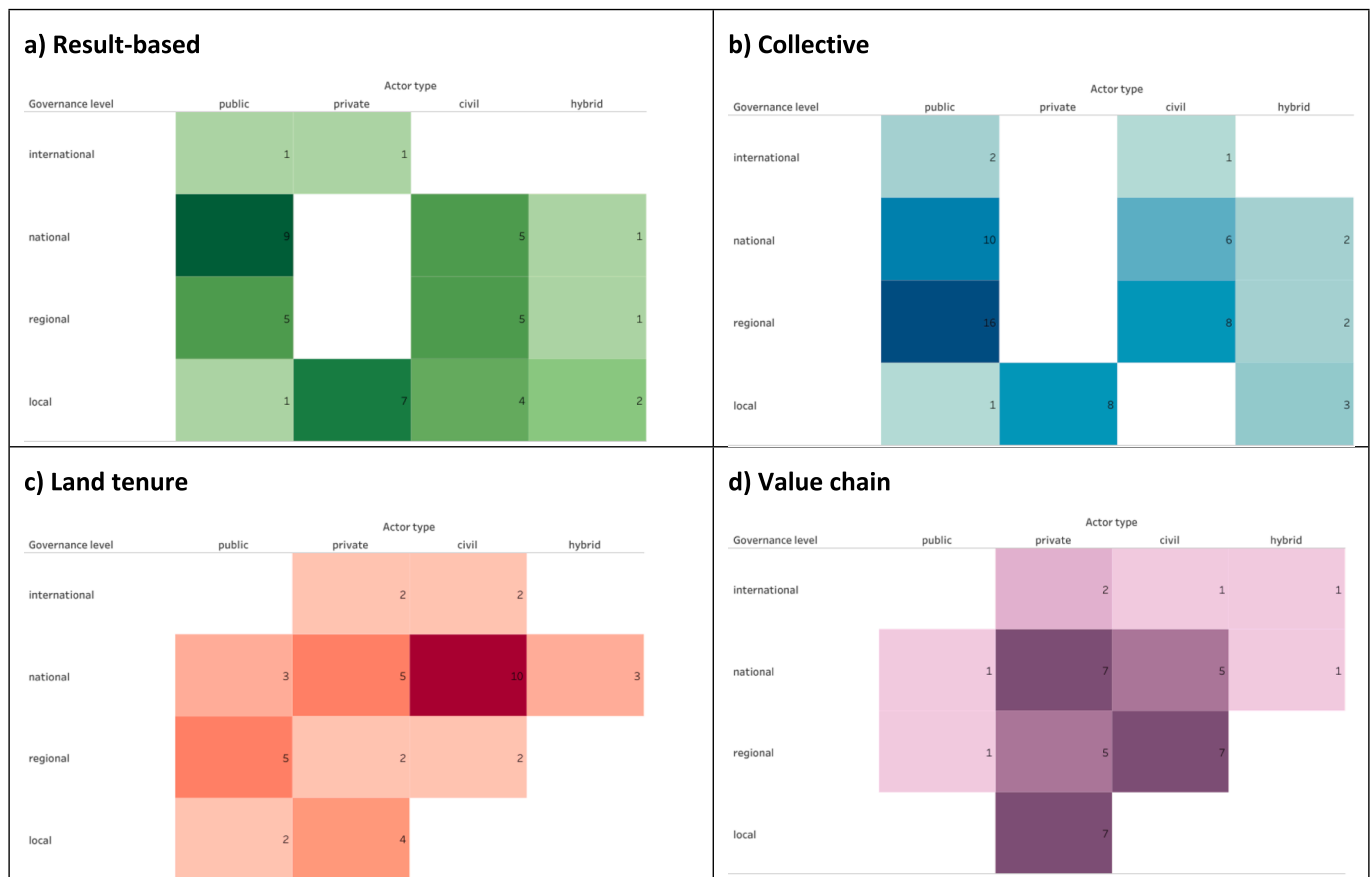 a) Result-based
Actor type
Governance level public private civil hybrid
international 1 1
national 9 5 1
regional 5 5 1
local 1 7 4 2
b) Collective
Actor type
Governance level public private civil hybrid
international 2 1
national 10 6 2
regional 16 8 2
local 1 8 3
c) Land tenure
Actor type
Governance level public private civil hybrid
international 2 2
national 3 5 10 3
regional 5 2 2
local 2 4
d) Value chain
Actor type
Governance level public private civil hybrid
international 2 1 1
national 1 7 5 1
regional 1 5 7
local 7